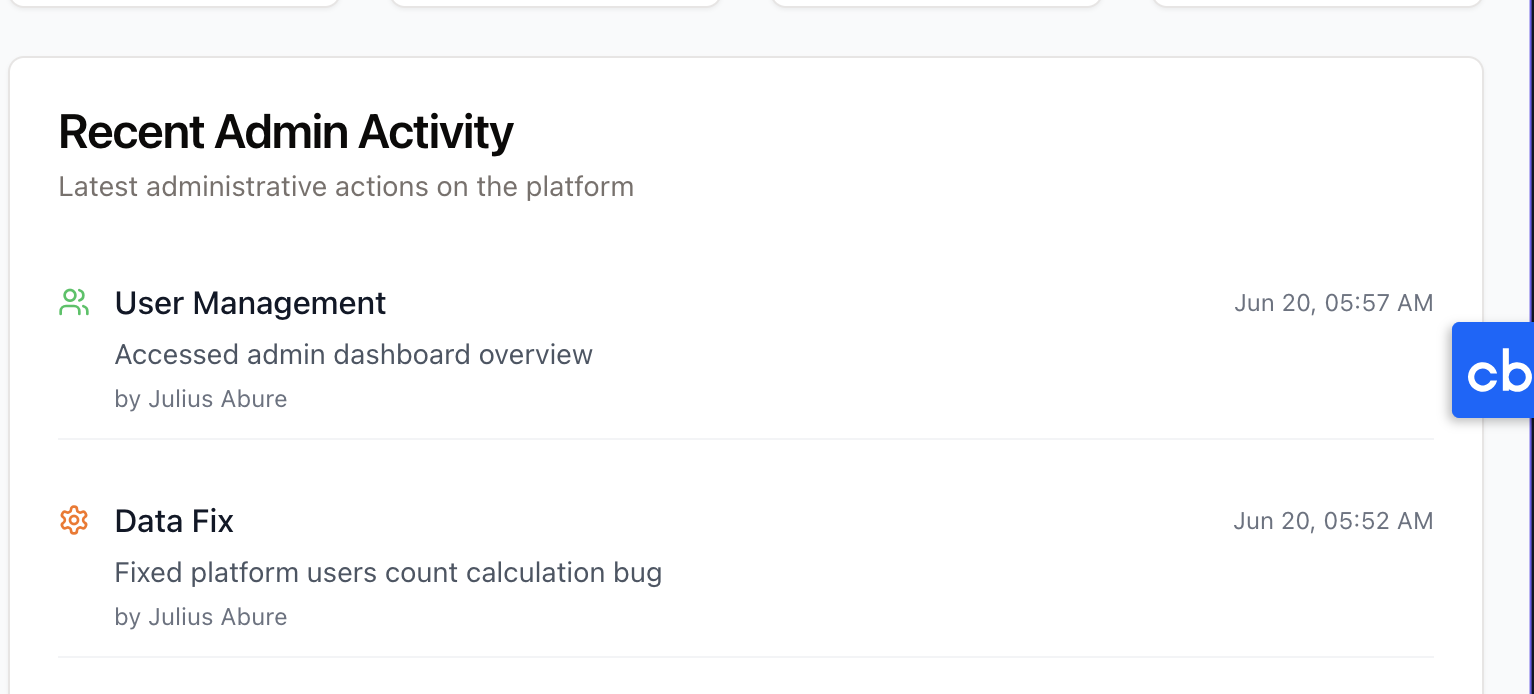 Recent Admin Activity
Latest administrative actions on the platform
User Management
Jun 20, 05:57 AM
Accessed admin dashboard overview
by Julius Abure
cb
Data Fix
Jun 20, 05:52 AM
Fixed platform users count calculation bug
by Julius Abure